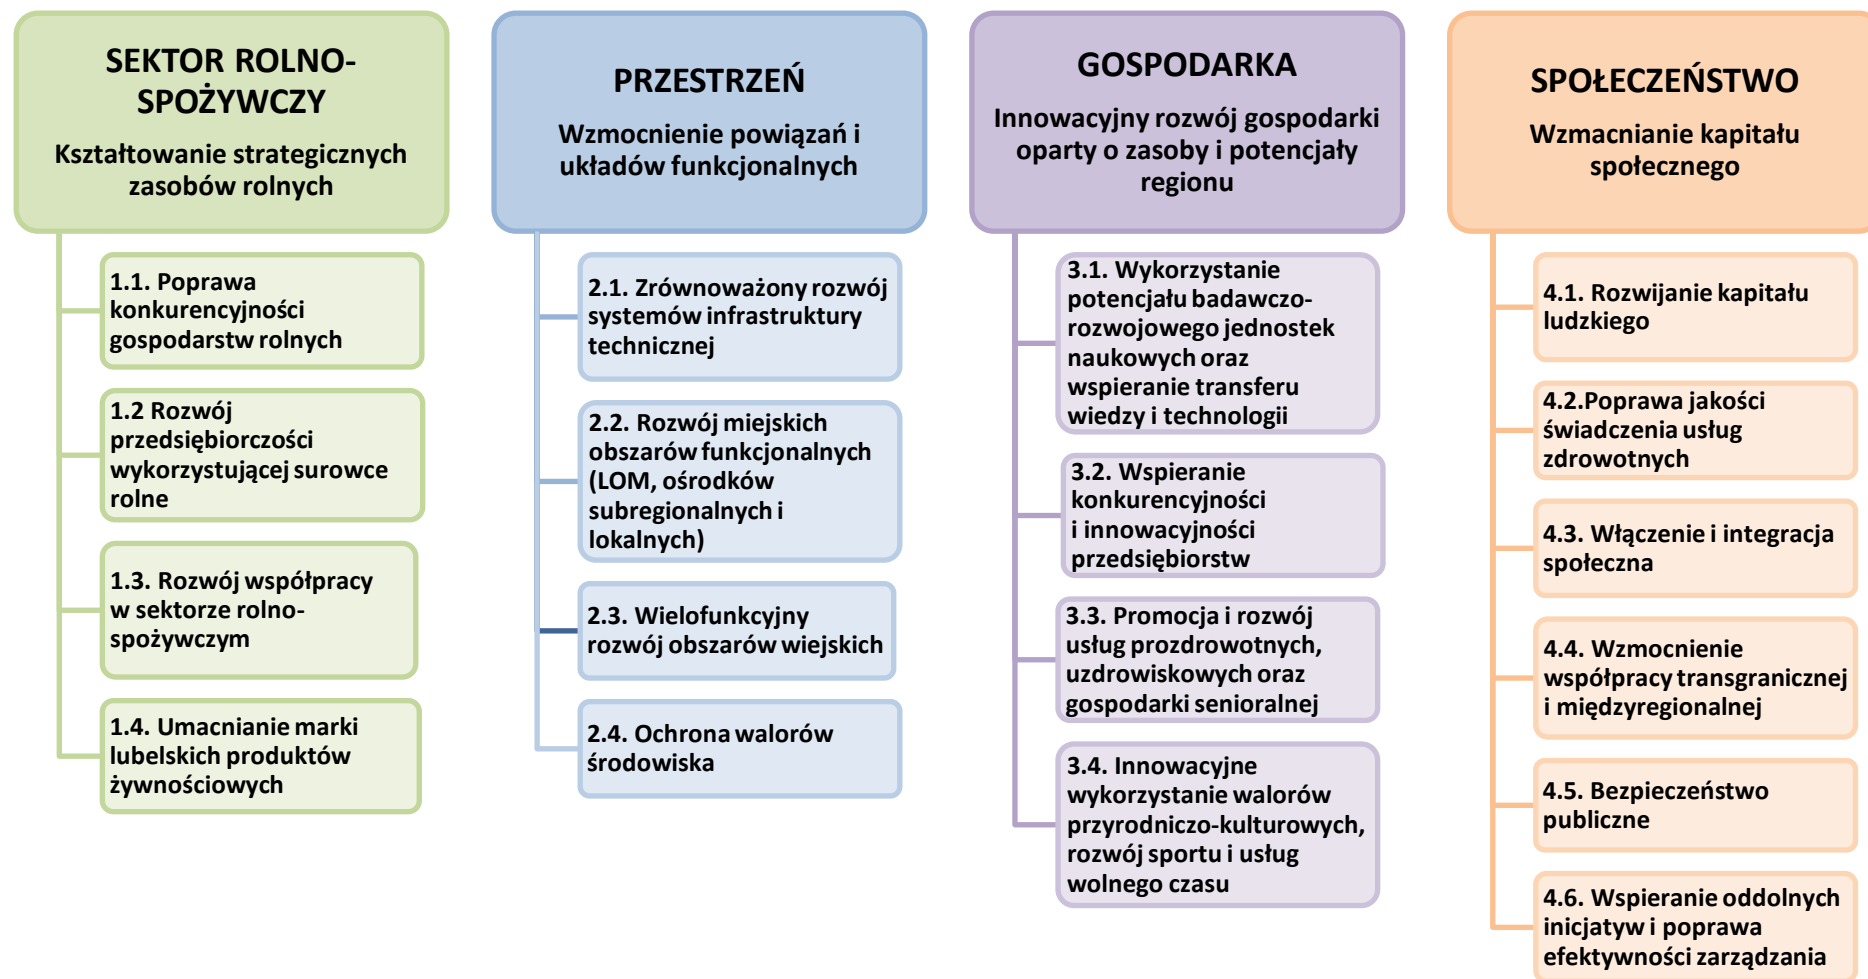 SEKTOR ROLNO-
SPOŻYWCZY
Kształtowanie strategicznych
zasobów rolnych
1.1. Poprawa
konkurencyjności
gospodarstw rolnych
1.2 Rozwój
przedsiębiorczości
wykorzystującej surowce
rolne
1.3. Rozwój współpracy
w sektorze rolno-
spożywczym
1.4. Umacnianie marki
lubelskich produktów
żywnościowych
PRZESTRZEŃ
Wzmocnienie powiązań i
układów funkcjonalnych
2.1. Zrównoważony rozwój
systemów infrastruktury
technicznej
2.2. Rozwój miejskich
obszarów funkcjonalnych
(LOM, ośrodków
subregionalnych i
lokalnych)
2.3. Wielofunkcyjny
rozwój obszarów wiejskich
2.4. Ochrona walorów
środowiska
GOSPODARKA
Innowacyjny rozwój gospodarki
oparty o zasoby i potencjały
regionu
3.1. Wykorzystanie
potencjału badawczo-
rozwojowego jednostek
naukowych oraz
wspieranie transferu
wiedzy i technologii
3.2. Wspieranie
konkurencyjności
i innowacyjności
przedsiębiorstw
3.3. Promocja i rozwój
usług prozdrowotnych,
uzdrowiskowych oraz
gospodarki senioralnej
3.4. Innowacyjne
wykorzystanie walorów
przyrodniczo-kulturowych,
rozwój sportu i usług
wolnego czasu
SPOŁECZEŃSTWO
Wzmacnianie kapitału
społecznego
4.1. Rozwijanie kapitału
ludzkiego
4.2.Poprawa jakości
świadczenia usług
zdrowotnych
4.3. Włączenie i integracja
społeczna
4.4. Wzmocnienie
współpracy transgranicznej
i międzyregionalnej
4.5. Bezpieczeństwo
publiczne
4.6. Wspieranie oddolnych
inicjatyw i poprawa
efektywności zarządzania